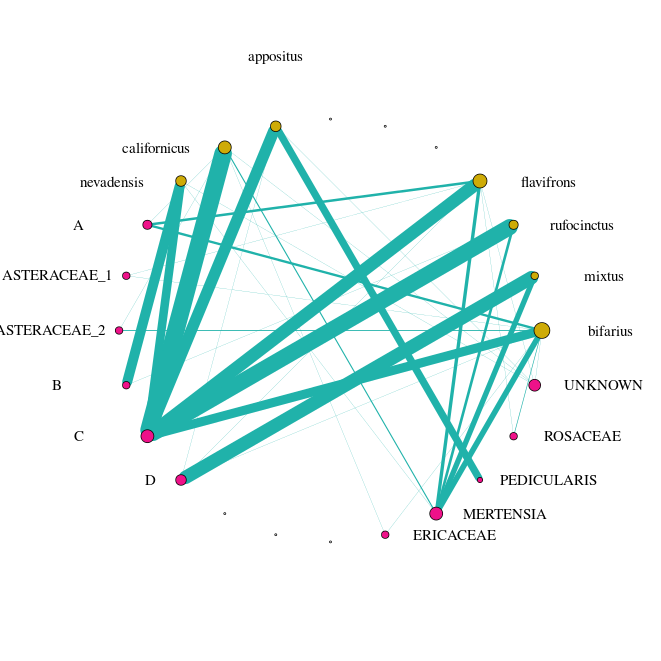 appositus
californicus
nevadensis
flavifrons
A
rufocinctus
ASTERACEAE_1
mixtus
ASTERACEAE_2
bifarius
B
UNKNOWN
C
ROSACEAE
D
PEDICULARIS
MERTENSIA
ERICACEAE